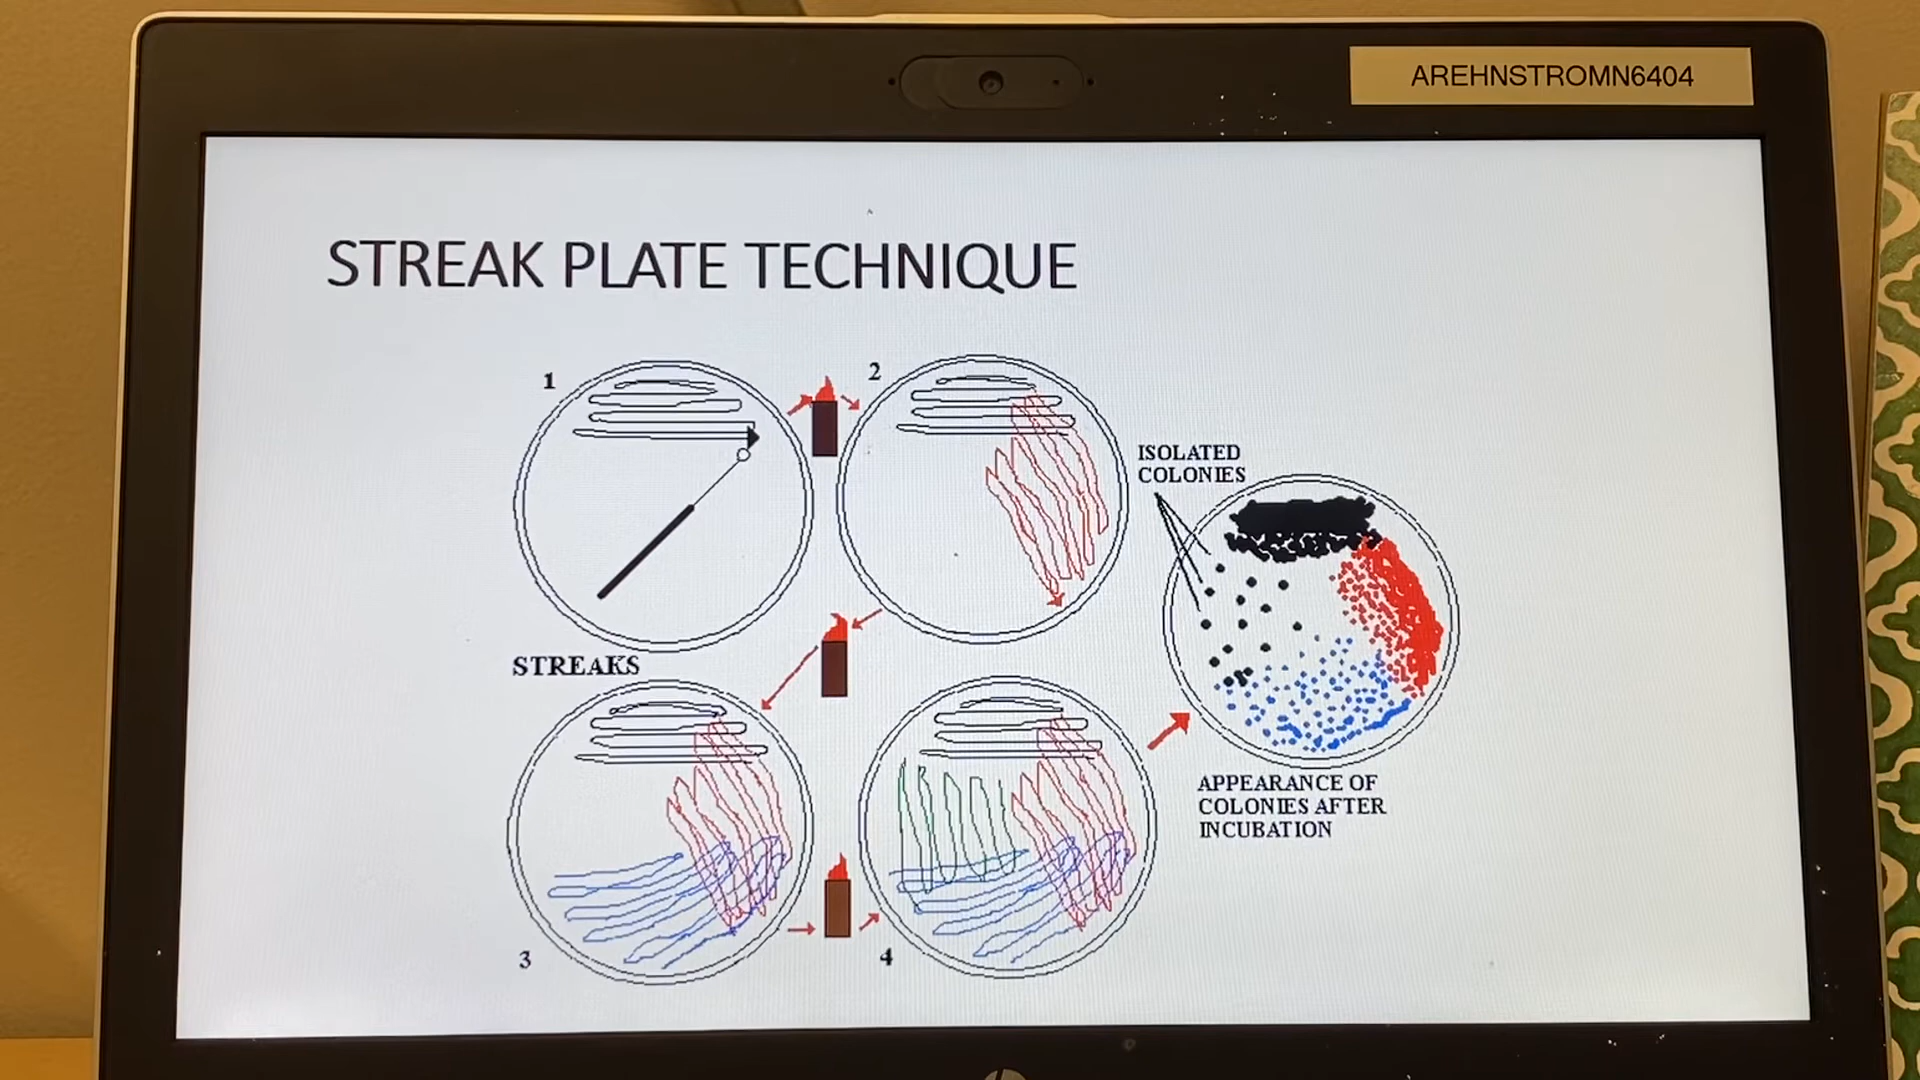 AREHNSTROMN6404
STREAK PLATE TECHNIQUE
1
2
ISOLATED
COLONIES
STREAKS
3
4
APPEARANCE OF
COLONIES AFTER
INCUBATION